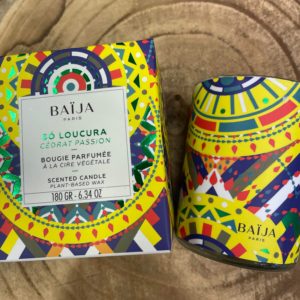 BAÏJA
PARIS
SÒ LOUCURA
CÉDRAT PASSION
BOUGIE PARFUMÉE
À LA CIRE VÉGÉTALE
SCENTED CANDLE
PLANT-BASED WAX
180 GR - 6.34 OZ
BAÏJA
PARIS